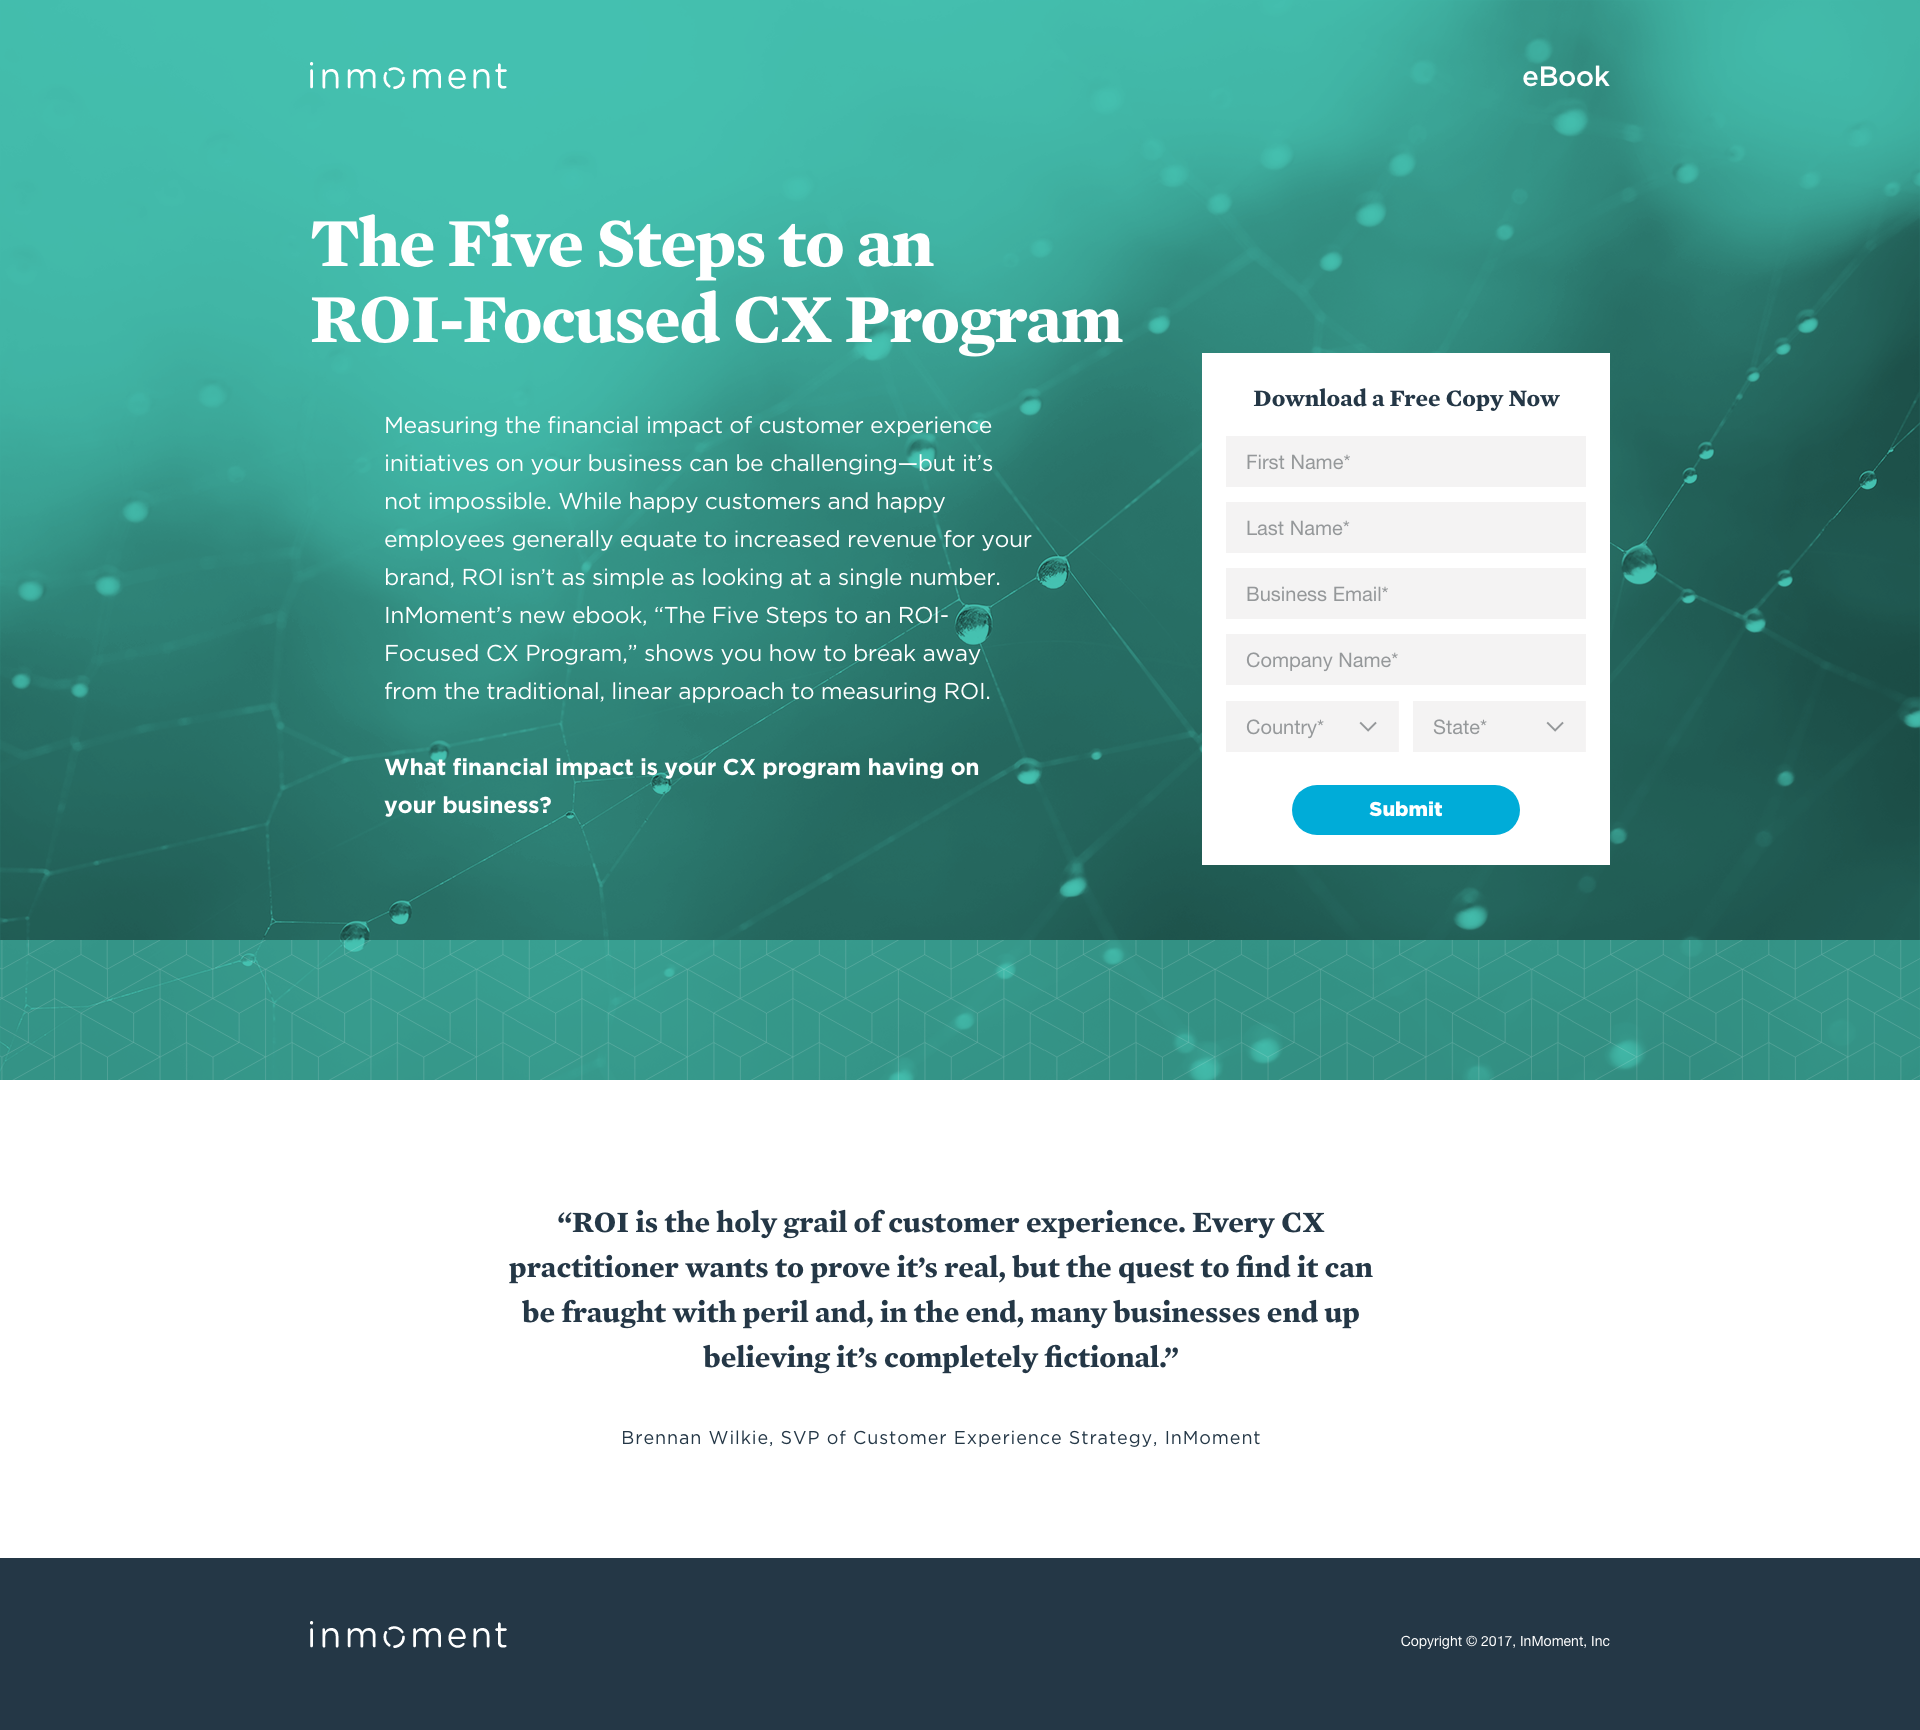 inmoment
eBook
The Five Steps to an
ROI-Focused CX Program
Measuring the financial impact of customer experience
initiatives on your business can be challenging—but it’s
not impossible. While happy customers and happy
employees generally equate to increased revenue for your
brand, ROI isn’t as simple as looking at a single number.
InMoment’s new ebook, “The Five Steps to an ROI-
Focused CX Program,” shows you how to break away
from the traditional, linear approach to measuring ROI.
What financial impact is your CX program having on
your business?
Download a Free Copy Now
First Name*
Last Name*
Business Email*
Company Name*
Country* State*
Submit
“ROI is the holy grail of customer experience. Every CX
practitioner wants to prove it’s real, but the quest to find it can
be fraught with peril and, in the end, many businesses end up
believing it’s completely fictional.”
Brennan Wilkie, SVP of Customer Experience Strategy, InMoment
inmoment
Copyright © 2017, InMoment, Inc